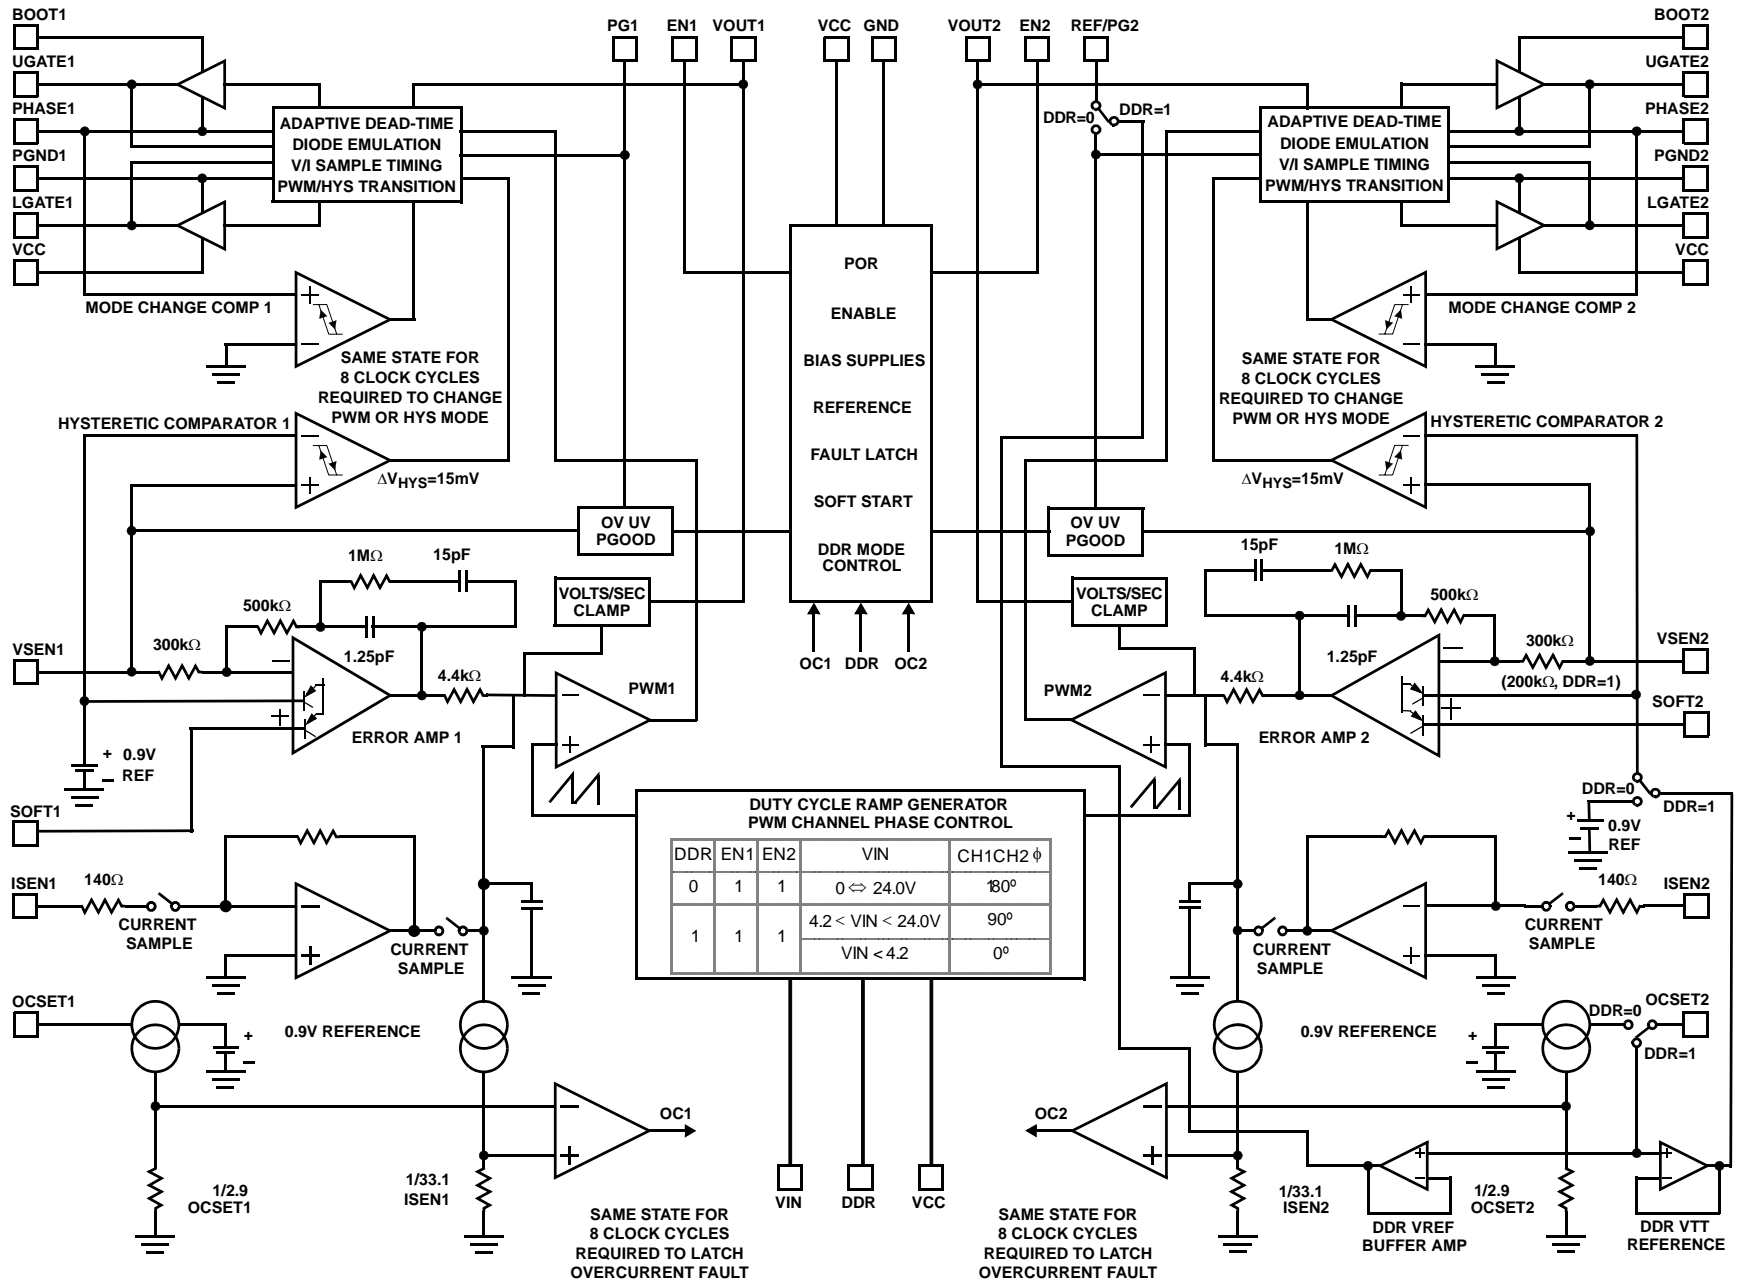 BOOT1
UGATE1
PHASE1
PGND1
LGATE1
VCC
PG1
EN1
VOUT1
VCC
GND
VOUT2
EN2
REF/PG2
BOOT2
UGATE2
PHASE2
PGND2
LGATE2
VCC
ADAPTIVE DEAD-TIME
DIODE EMULATION
V/I SAMPLE TIMING
PWM/HYS TRANSITION
DDR=0
DDR=1
ADAPTIVE DEAD-TIME
DIODE EMULATION
V/I SAMPLE TIMING
PWM/HYS TRANSITION
+
−
MODE CHANGE COMP 1
SAME STATE FOR
8 CLOCK CYCLES
REQUIRED TO CHANGE
PWM OR HYS MODE
POR
ENABLE
BIAS SUPPLIES
REFERENCE
FAULT LATCH
SOFT START
DDR MODE
CONTROL
+
−
MODE CHANGE COMP 2
SAME STATE FOR
8 CLOCK CYCLES
REQUIRED TO CHANGE
PWM OR HYS MODE
HYSTERETIC COMPARATOR 1
−
+
ΔVHYS=15mV
HYSTERETIC COMPARATOR 2
−
+
ΔVHYS=15mV
OV UV
PGOOD
OV UV
PGOOD
1MΩ
15pF
500kΩ
VOLTS/SEC
CLAMP
VOLTS/SEC
CLAMP
15pF
1MΩ
500kΩ
OC1
DDR
OC2
VSEN1
300kΩ
−
1.25pF
4.4kΩ
−
PWM1
+
+
ERROR AMP 1
PWM2
−
+
4.4kΩ
1.25pF
−
300kΩ
(200kΩ, DDR=1)
VSEN2
+
SOFT2
ERROR AMP 2
+ 0.9V
− REF
SOFT1
DDR=0
DDR=1
+
−
0.9V
REF
DUTY CYCLE RAMP GENERATOR
PWM CHANNEL PHASE CONTROL
DDR EN1 EN2 VIN CH1CH2 ϕ
0 1 1 0 ⇔ 24.0V 180º
1 1 1 4.2 < VIN < 24.0V 90º
VIN < 4.2 0º
ISEN1
140Ω
CURRENT
SAMPLE
−
+
CURRENT
SAMPLE
CURRENT
SAMPLE
−
+
140Ω
ISEN2
CURRENT
SAMPLE
OCSET1
+
−
0.9V REFERENCE
0.9V REFERENCE
+
−
DDR=0
OCSET2
DDR=1
−
+
OC1
OC2
−
+
1/2.9
OCSET1
1/33.1
ISEN1
VIN
DDR
VCC
1/33.1
ISEN2
+
−
1/2.9
OCSET2
+
−
SAME STATE FOR
8 CLOCK CYCLES
REQUIRED TO LATCH
OVERCURRENT FAULT
SAME STATE FOR
8 CLOCK CYCLES
REQUIRED TO LATCH
OVERCURRENT FAULT
DDR VREF
BUFFER AMP
DDR VTT
REFERENCE